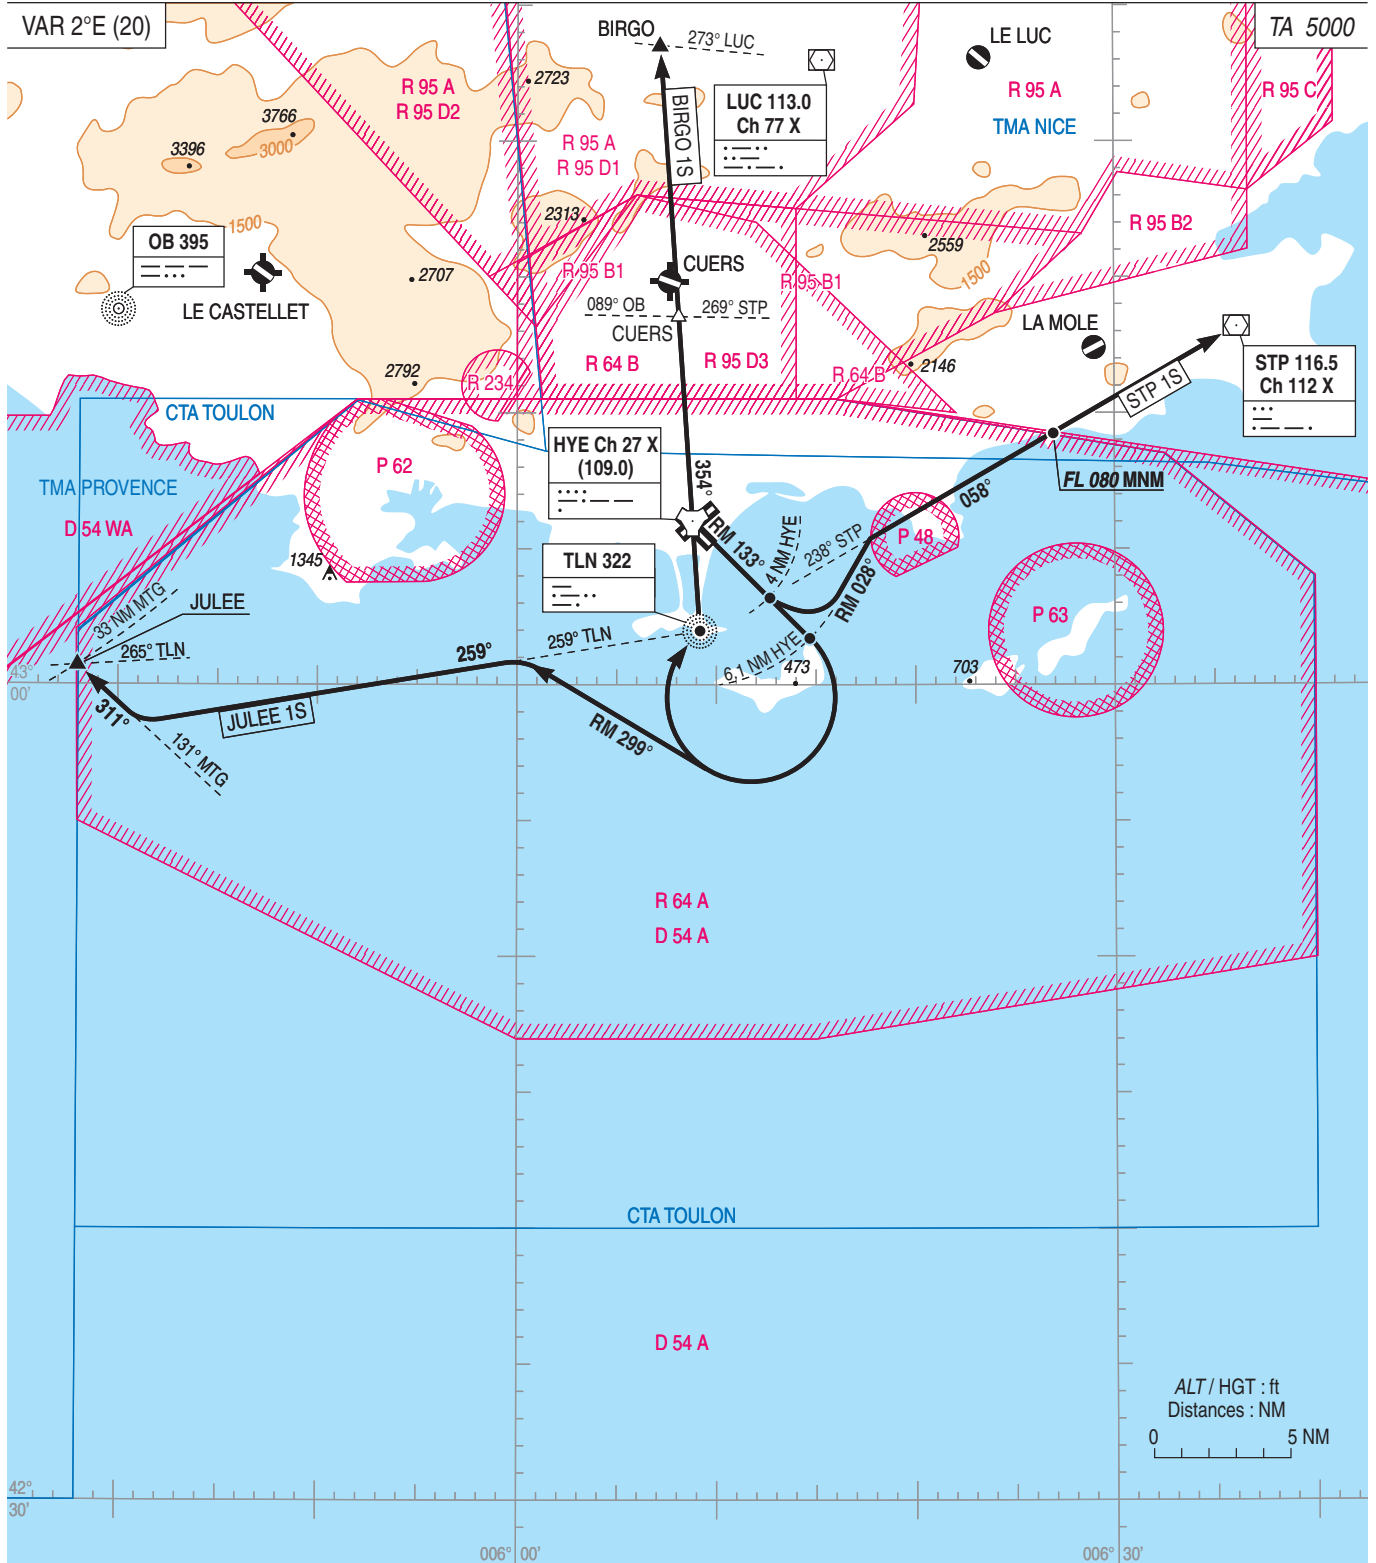 VAR 2°E (20)
BIRGO
273° LUC
LE LUC
TA 5000
R 95 A
R 95 D2
2723
LUC 113.0
Ch 77 X
R 95 A
R 95 C
TMA NICE
3766
3000
3396
R 95 A
R 95 D1
BIRGO 1S
1500
2313
R 95 B2
OB 395
2559
2707
R 95 B1
CUERS
R 95 B1
1500
LE CASTELLET
089° OB
269° STP
CUERS
LA MOLE
2792
R 234
R 64 B
R 95 D3
R 64 B
2146
STP 1S
STP 116.5
Ch 112 X
CTA TOULON
HYE Ch 27 X
(109.0)
P 62
354°
FL 080 MNM
TMA PROVENCE
058°
D 54 WA
RM 133°
4 NM HYE
238° STP
P 48
1345
TLN 322
RM 028°
33 NM MTG
JULEE
P 63
265° TLN
259°
259° TLN
6.1 NM HYE
473
703
43°
00'
311°
JULEE 1S
131° MTG
RM 299°
R 64 A
D 54 A
CTA TOULON
D 54 A
ALT / HGT : ft
Distances : NM
0
5 NM
42°
30'
006° 00'
006° 30'